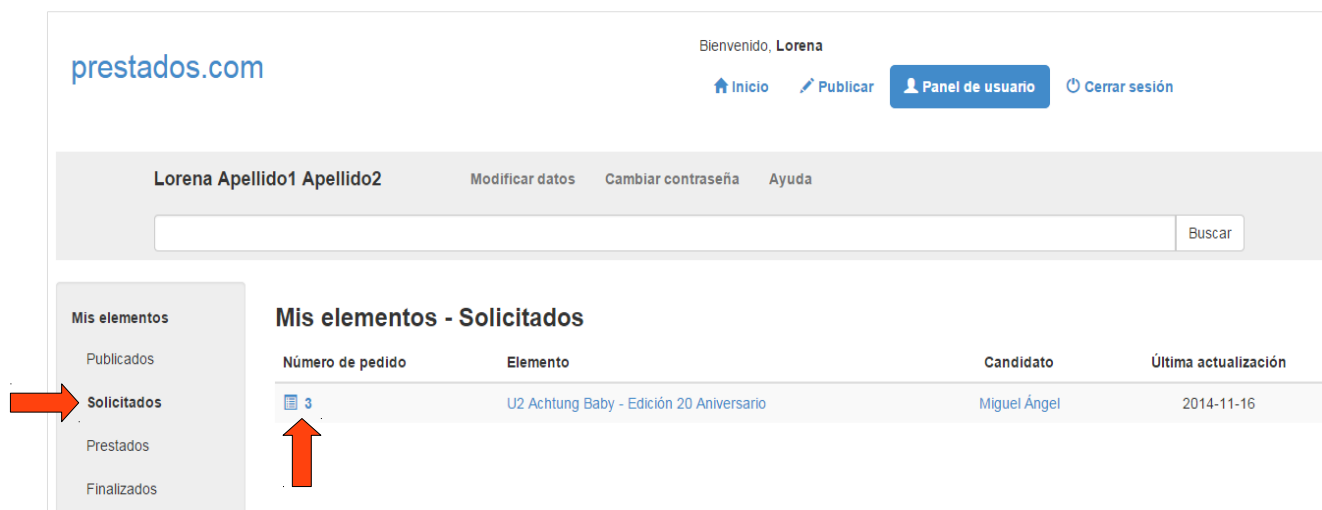 Bienvenido, Lorena
prestados.com
Inicio Publicar Panel de usuario Cerrar sesión
Lorena Apellido1 Apellido2 Modificar datos Cambiar contraseña Ayuda
Buscar
Mis elementos
Publicados
Solicitados
Prestados
Finalizados
Mis elementos - Solicitados
Número de pedido Elemento Candidato Última actualización
3 U2 Achtung Baby - Edición 20 Aniversario Miguel Ángel 2014-11-16